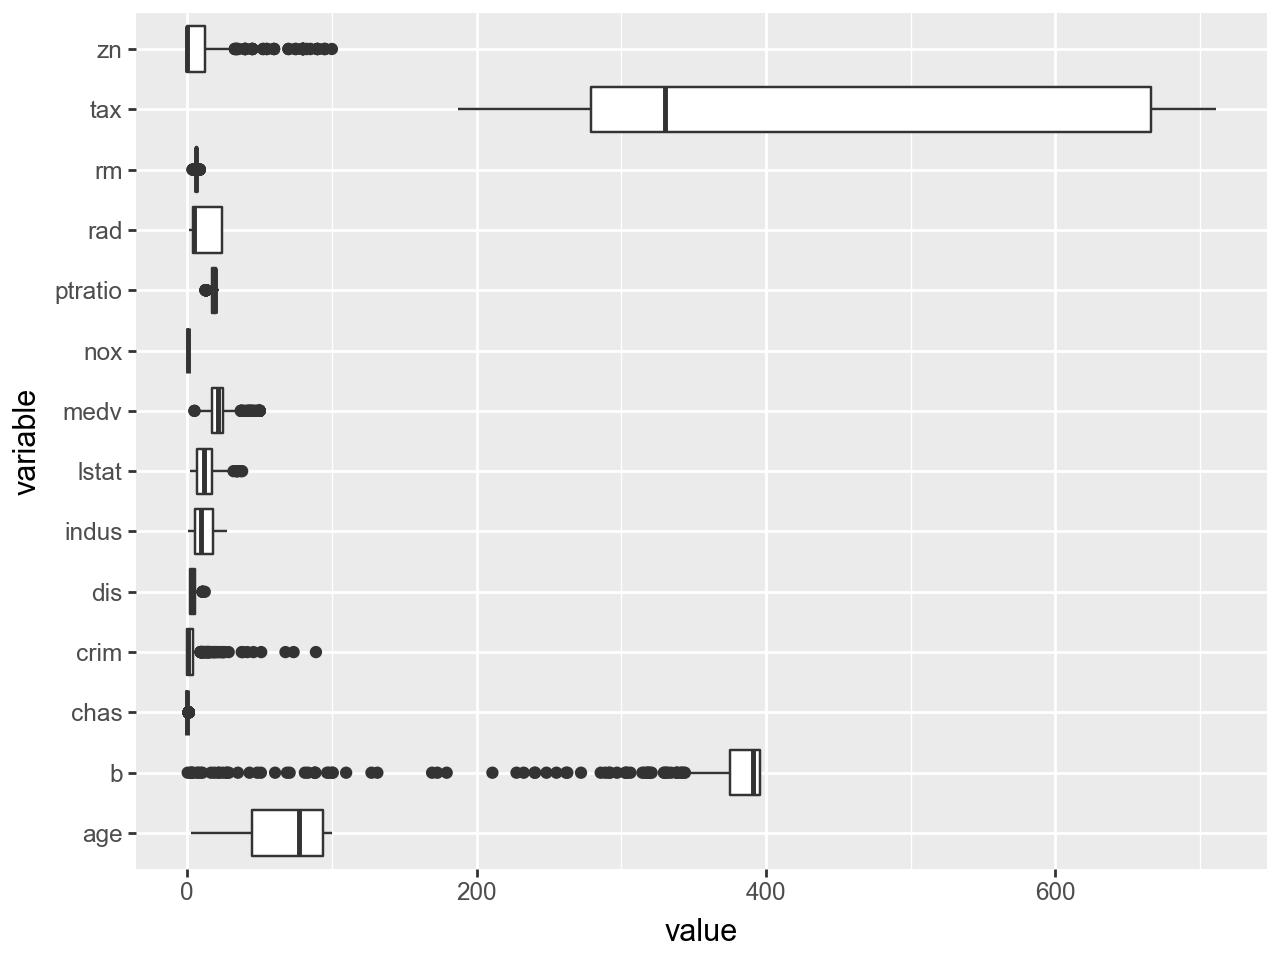 zn
tax
rm
rad
ptratio
nox
medv
lstat
indus
dis
crim
chas
b
age
variable
0 200 400 600
value